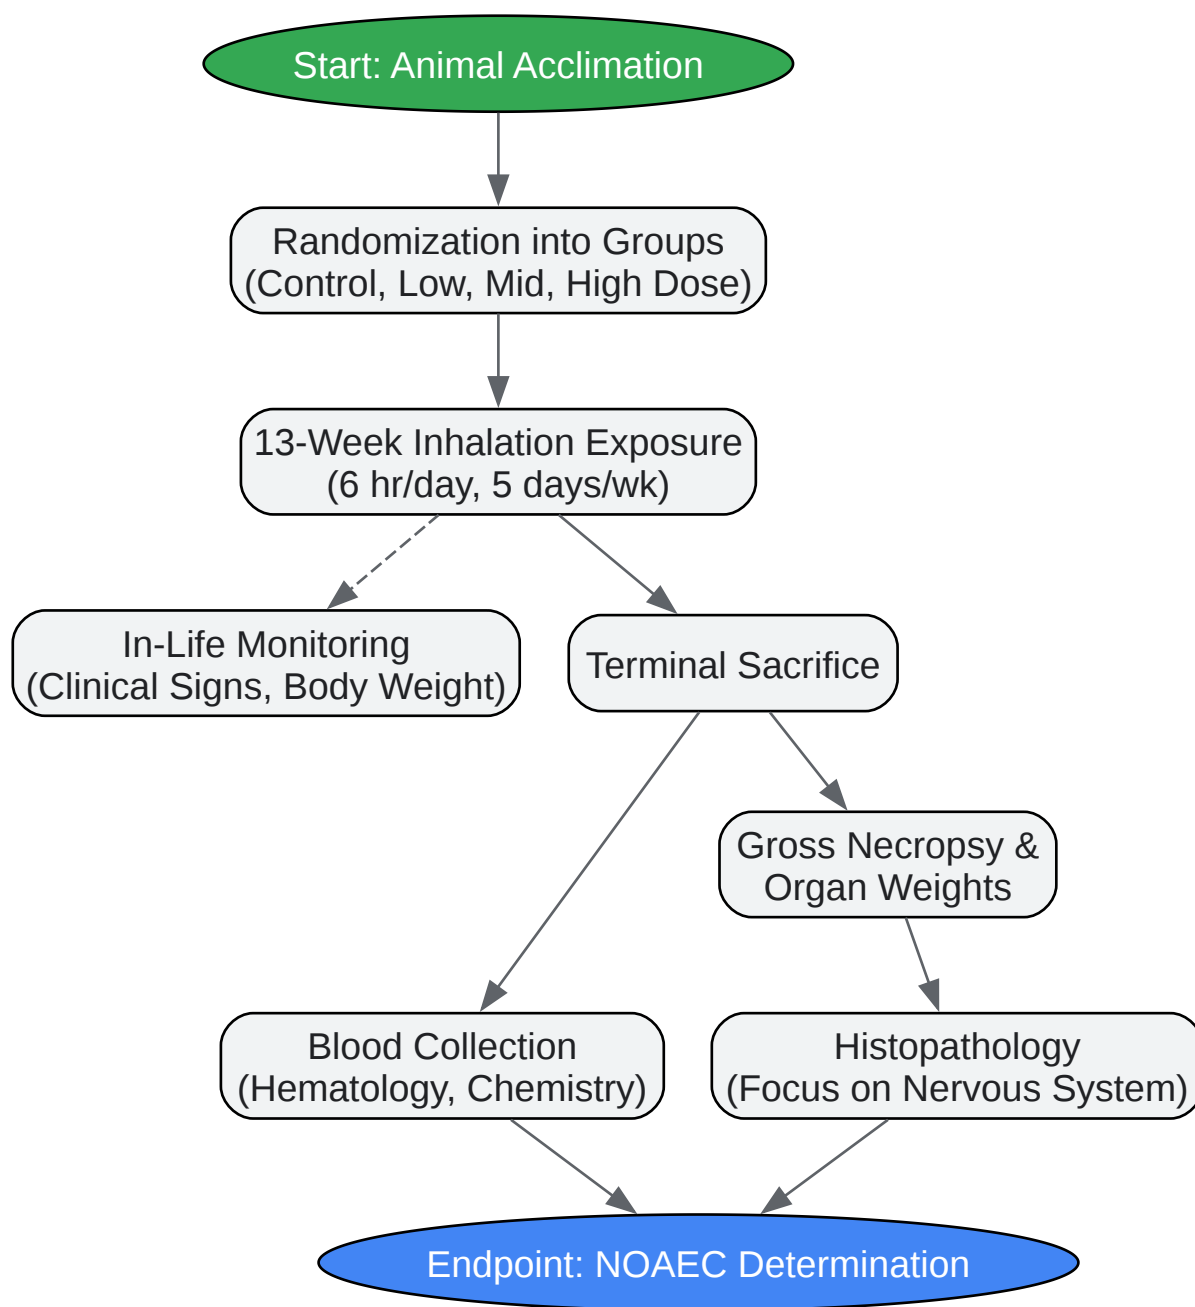 Start: Animal Acclimation
Randomization into Groups
(Control, Low, Mid, High Dose)
13-Week Inhalation Exposure
(6 hr/day, 5 days/wk)
In-Life Monitoring
(Clinical Signs, Body Weight)
Terminal Sacrifice
Gross Necropsy &
Organ Weights
Blood Collection
(Hematology, Chemistry)
Histopathology
(Focus on Nervous System)
Endpoint: NOAEC Determination